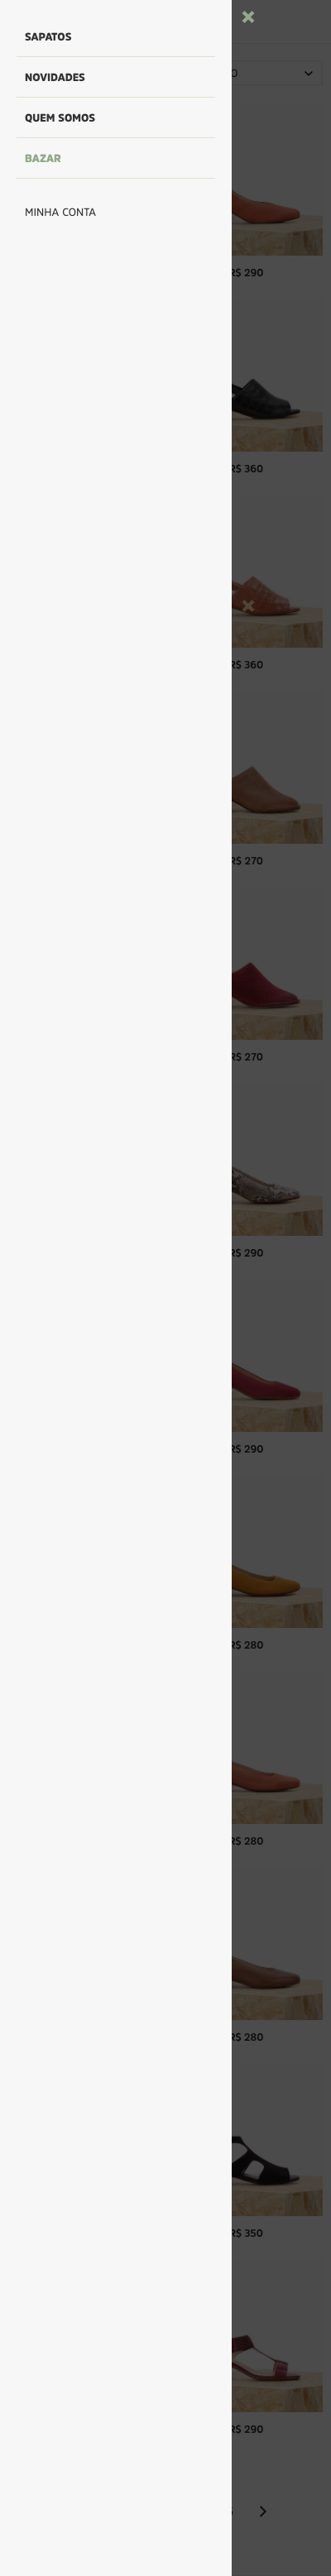 SAPATOS
NOVIDADES
QUEM SOMOS
BAZAR
MINHA CONTA
R$ 290
R$ 360
R$ 360
R$ 270
R$ 270
R$ 290
R$ 290
R$ 280
R$ 280
R$ 280
R$ 350
R$ 290